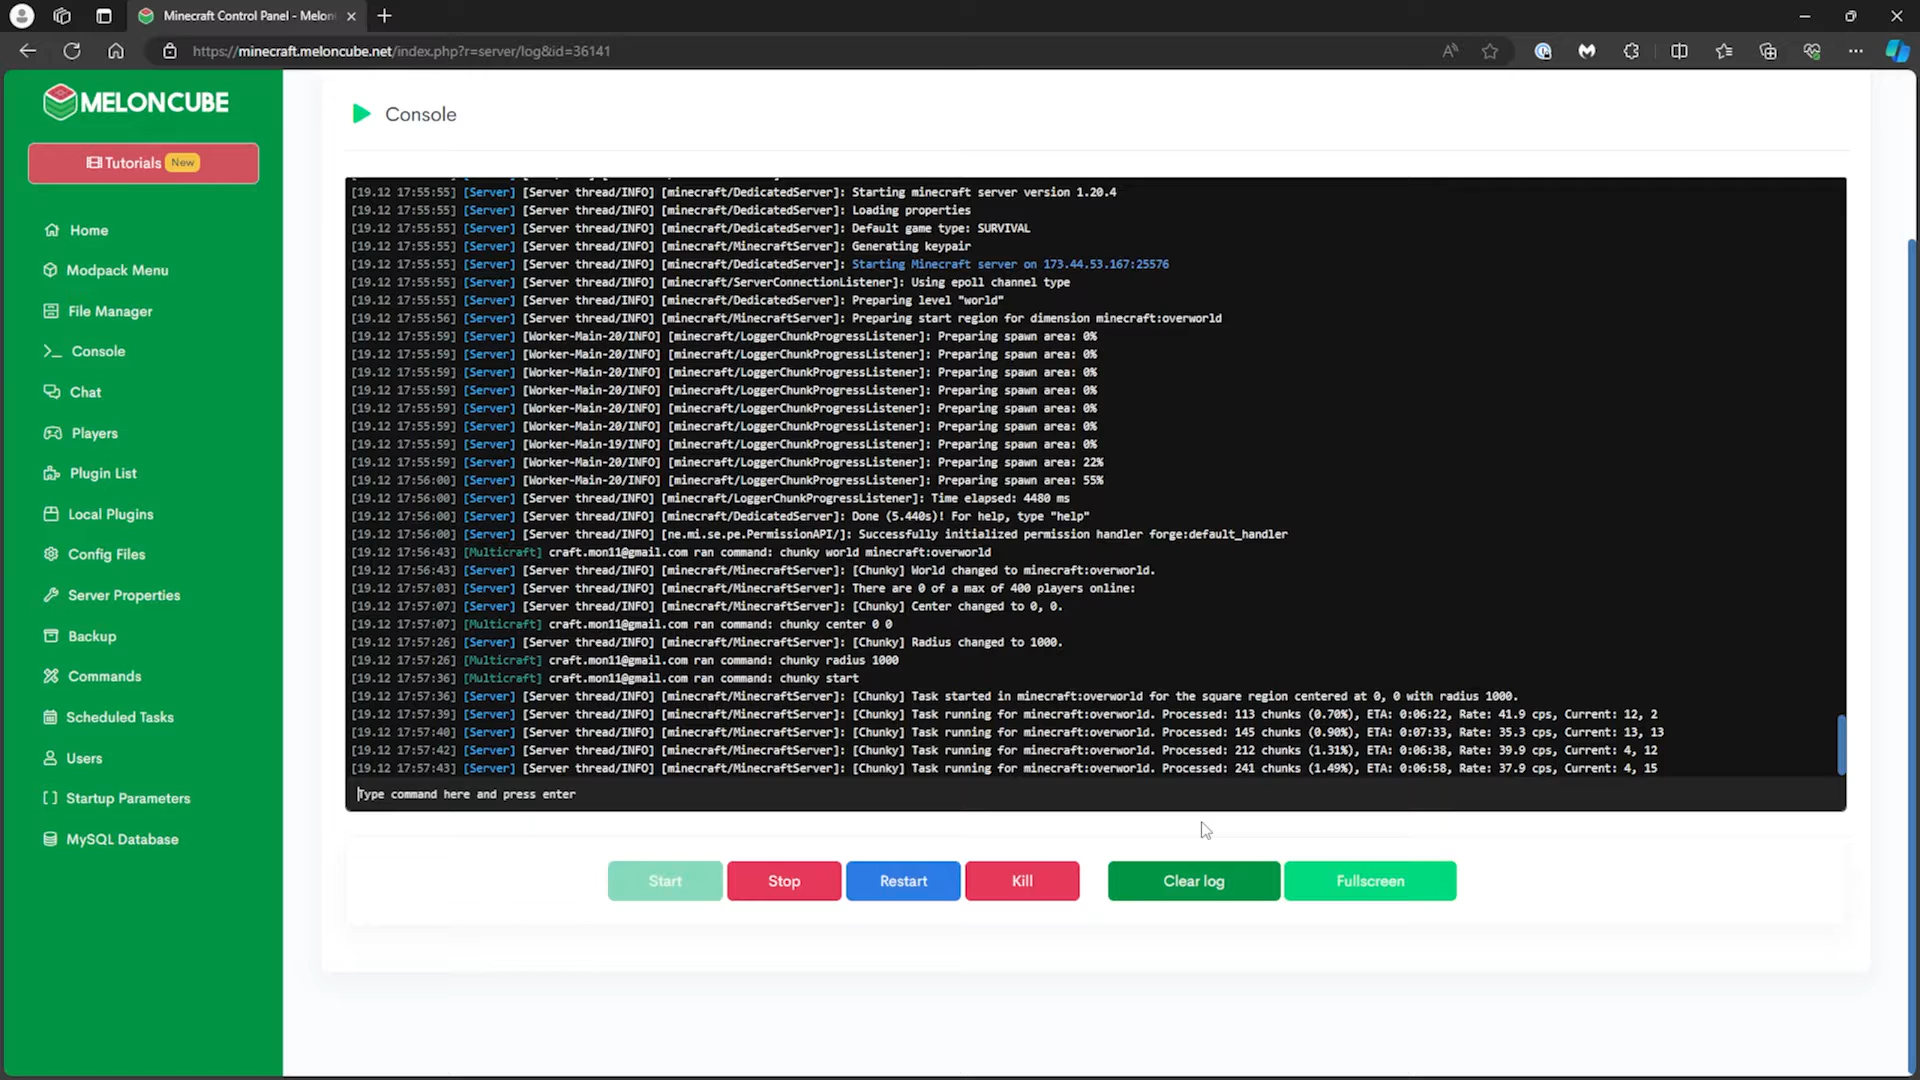 Minecraft Control Panel - Melon
https://minecraft.meloncube.net/index.php?r=server/log&id=36141
MELONCUBE
Tutorials New
Home
Modpack Menu
File Manager
Console
Chat
Players
Plugin List
Local Plugins
Config Files
Server Properties
Backup
Commands
Scheduled Tasks
Users
Startup Parameters
MySQL Database
Console
[19.12 17:55:55] [Server] [Server thread/INFO] [minecraft/DedicatedServer]: Starting minecraft server version 1.20.4
[19.12 17:55:55] [Server] [Server thread/INFO] [minecraft/DedicatedServer]: Loading properties
[19.12 17:55:55] [Server] [Server thread/INFO] [minecraft/DedicatedServer]: Default game type: SURVIVAL
[19.12 17:55:55] [Server] [Server thread/INFO] [minecraft/MinecraftServer]: Generating keypair
[19.12 17:55:55] [Server] [Server thread/INFO] [minecraft/DedicatedServer]: Starting Minecraft server on 173.44.53.167:25576
[19.12 17:55:55] [Server] [Server thread/INFO] [minecraft/ServerConnectionListener]: Using epoll channel type
[19.12 17:55:55] [Server] [Server thread/INFO] [minecraft/DedicatedServer]: Preparing level "world"
[19.12 17:55:56] [Server] [Server thread/INFO] [minecraft/MinecraftServer]: Preparing start region for dimension minecraft:overworld
[19.12 17:55:59] [Server] [Worker-Main-20/INFO] [minecraft/LoggerChunkProgressListener]: Preparing spawn area: 0%
[19.12 17:55:59] [Server] [Worker-Main-20/INFO] [minecraft/LoggerChunkProgressListener]: Preparing spawn area: 0%
[19.12 17:55:59] [Server] [Worker-Main-20/INFO] [minecraft/LoggerChunkProgressListener]: Preparing spawn area: 0%
[19.12 17:55:59] [Server] [Worker-Main-20/INFO] [minecraft/LoggerChunkProgressListener]: Preparing spawn area: 0%
[19.12 17:55:59] [Server] [Worker-Main-20/INFO] [minecraft/LoggerChunkProgressListener]: Preparing spawn area: 0%
[19.12 17:55:59] [Server] [Worker-Main-20/INFO] [minecraft/LoggerChunkProgressListener]: Preparing spawn area: 0%
[19.12 17:55:59] [Server] [Worker-Main-19/INFO] [minecraft/LoggerChunkProgressListener]: Preparing spawn area: 0%
[19.12 17:55:59] [Server] [Worker-Main-20/INFO] [minecraft/LoggerChunkProgressListener]: Preparing spawn area: 22%
[19.12 17:56:00] [Server] [Worker-Main-20/INFO] [minecraft/LoggerChunkProgressListener]: Preparing spawn area: 55%
[19.12 17:56:00] [Server] [Server thread/INFO] [minecraft/LoggerChunkProgressListener]: Time elapsed: 4480 ms
[19.12 17:56:00] [Server] [Server thread/INFO] [minecraft/DedicatedServer]: Done (5.440s)! For help, type "help"
[19.12 17:56:00] [Server] [Server thread/INFO] [ne.mi.se.pe.PermissionAPI/]: Successfully initialized permission handler forge:default_handler
[19.12 17:56:43] [Multicraft] craft.mon11@gmail.com ran command: chunky world minecraft:overworld
[19.12 17:56:43] [Server] [Server thread/INFO] [minecraft/MinecraftServer]: [Chunky] World changed to minecraft:overworld.
[19.12 17:57:03] [Server] [Server thread/INFO] [minecraft/MinecraftServer]: There are 0 of a max of 400 players online:
[19.12 17:57:07] [Server] [Server thread/INFO] [minecraft/MinecraftServer]: [Chunky] Center changed to 0, 0.
[19.12 17:57:07] [Multicraft] craft.mon11@gmail.com ran command: chunky center 0 0
[19.12 17:57:26] [Server] [Server thread/INFO] [minecraft/MinecraftServer]: [Chunky] Radius changed to 1000.
[19.12 17:57:26] [Multicraft] craft.mon11@gmail.com ran command: chunky radius 1000
[19.12 17:57:36] [Multicraft] craft.mon11@gmail.com ran command: chunky start
[19.12 17:57:36] [Server] [Server thread/INFO] [minecraft/MinecraftServer]: [Chunky] Task started in minecraft:overworld for the square region centered at 0, 0 with radius 1000.
[19.12 17:57:39] [Server] [Server thread/INFO] [minecraft/MinecraftServer]: [Chunky] Task running for minecraft:overworld. Processed: 113 chunks (0.70%), ETA: 0:06:22, Rate: 41.9 cps, Current: 12, 2
[19.12 17:57:40] [Server] [Server thread/INFO] [minecraft/MinecraftServer]: [Chunky] Task running for minecraft:overworld. Processed: 145 chunks (0.90%), ETA: 0:07:33, Rate: 35.3 cps, Current: 13, 13
[19.12 17:57:42] [Server] [Server thread/INFO] [minecraft/MinecraftServer]: [Chunky] Task running for minecraft:overworld. Processed: 212 chunks (1.31%), ETA: 0:06:38, Rate: 39.9 cps, Current: 4, 12
[19.12 17:57:43] [Server] [Server thread/INFO] [minecraft/MinecraftServer]: [Chunky] Task running for minecraft:overworld. Processed: 241 chunks (1.49%), ETA: 0:06:58, Rate: 37.9 cps, Current: 4, 15
Type command here and press enter
Start
Stop
Restart
Kill
Clear log
Fullscreen